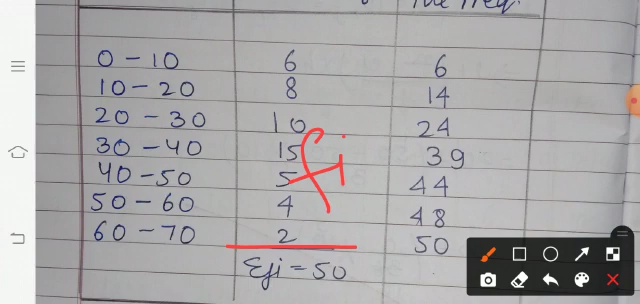 ive freq.
0 - 10 6 6
10 - 20 8 14
20 - 30 10 24
30 - 40 15 39
40 - 50 5 44
50 - 60 4 48
60 - 70 2 50
fi
Σfi = 50